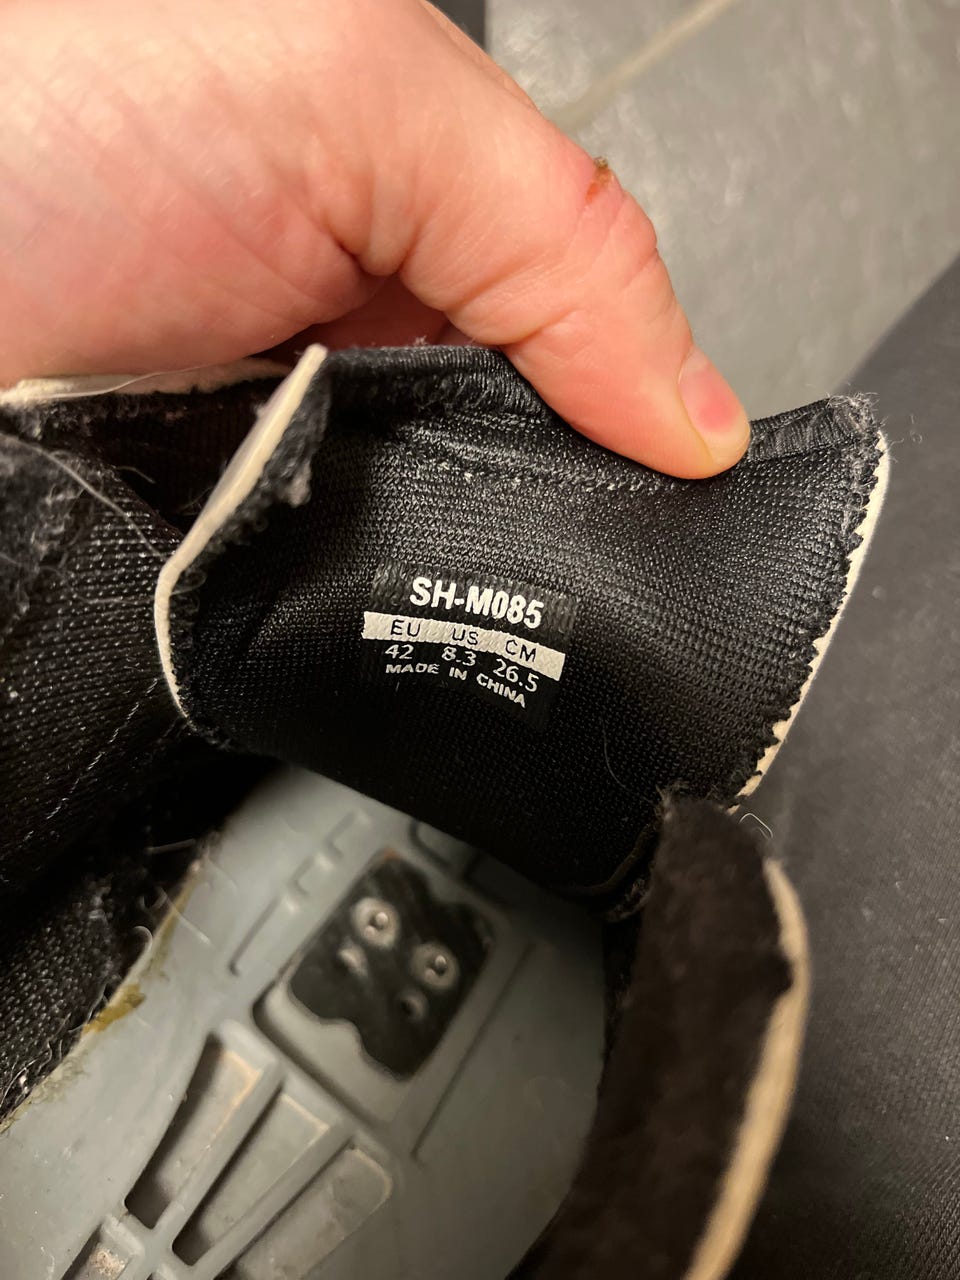 SH-M085
EU US CM
42 8.3 26.5
MADE IN CHINA